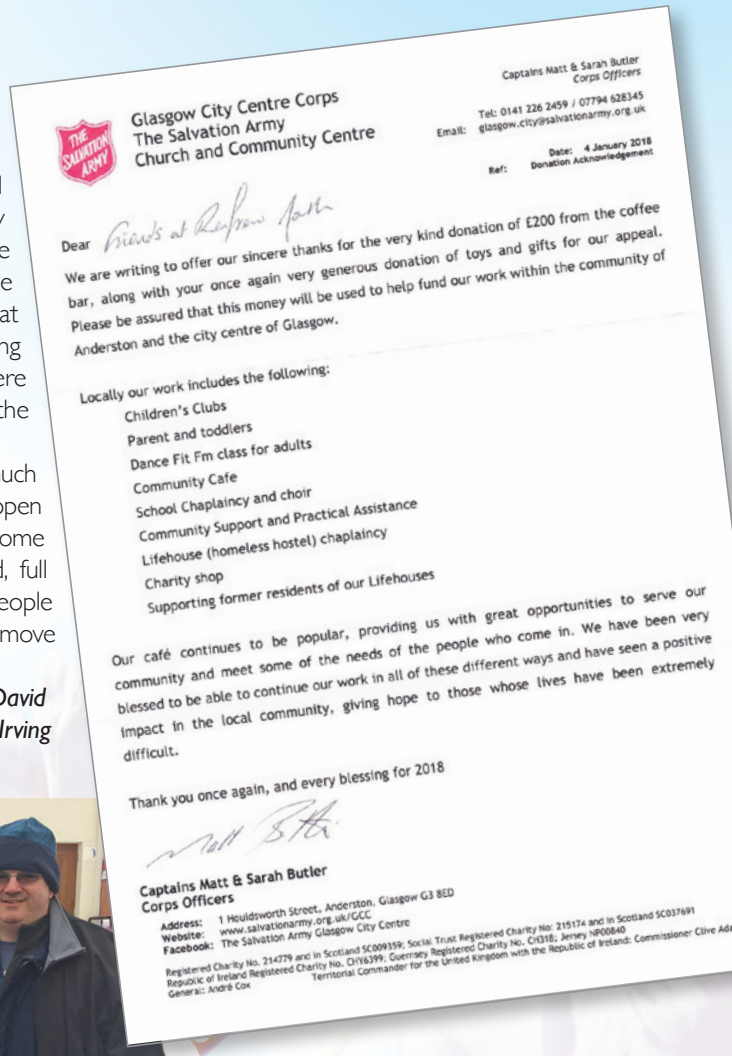 THE
SALVATION
ARMY
Glasgow City Centre Corps
The Salvation Army
Church and Community Centre
Captains Matt & Sarah Butler
Corps Officers
Tel: 0141 226 2459 / 07794 628345
Email: glasgow.city@salvationarmy.org.uk
Date: 4 January 2018
Ref: Donation Acknowledgement
Dear Friends at Renfrew North
We are writing to offer our sincere thanks for the very kind donation of £200 from the coffee
bar, along with your once again very generous donation of toys and gifts for our appeal.
Please be assured that this money will be used to help fund our work within the community of
Anderston and the city centre of Glasgow.
Locally our work includes the following:
Children's Clubs
Parent and toddlers
Dance Fit Fm class for adults
Community Cafe
School Chaplaincy and choir
Community Support and Practical Assistance
Lifehouse (homeless hostel) chaplaincy
Charity shop
Supporting former residents of our Lifehouses
Our café continues to be popular, providing us with great opportunities to serve our
community and meet some of the needs of the people who come in. We have been very
blessed to be able to continue our work in all of these different ways and have seen a positive
impact in the local community, giving hope to those whose lives have been extremely
difficult.
Thank you once again, and every blessing for 2018
Matt
Captains Matt & Sarah Butler
Corps Officers
Address: 1 Houldsworth Street, Anderston, Glasgow G3 8ED
Website: www.salvationarmy.org.uk/GCC
Facebook: The Salvation Army Glasgow City Centre
Registered Charity No. 214779 and in Scotland SC009359; Social Trust Registered Charity No: 215174 and in Scotland SC037691
Republic of Ireland Registered Charity No. CHY6399; Guernsey Registered Charity No. CH318; Jersey NP00840
General: André Cox Territorial Commander for the United Kingdom with the Republic of Ireland: Commissioner Clive Ad
at
ing
ere
the
uch
open
ome
d, full
eople
move
David
Irving